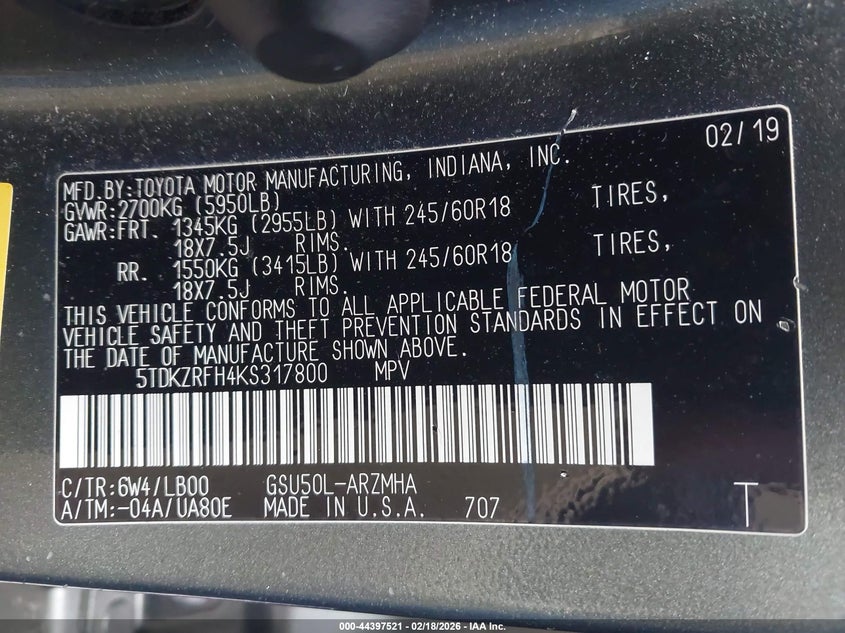 02/19
MFD.BY:TOYOTA MOTOR MANUFACTURING, INDIANA, INC.
GVWR:2700KG (5950LB)
GAWR:FRT. 1345KG (2955LB) WITH 245/60R18 TIRES,
18X7.5J RIMS.
RR. 1550KG (3415LB) WITH 245/60R18 TIRES,
18X7.5J RIMS.
THIS VEHICLE CONFORMS TO ALL APPLICABLE FEDERAL MOTOR
VEHICLE SAFETY AND THEFT PREVENTION STANDARDS IN EFFECT ON
THE DATE OF MANUFACTURE SHOWN ABOVE.
5TDKZRFH4KS317800 MPV
C/TR:6W4/LB00 GSU50L-ARZMHA
A/TM:-04A/UA80E MADE IN U.S.A. 707 T
000-44397521 - 02/18/2026 - IAA Inc.